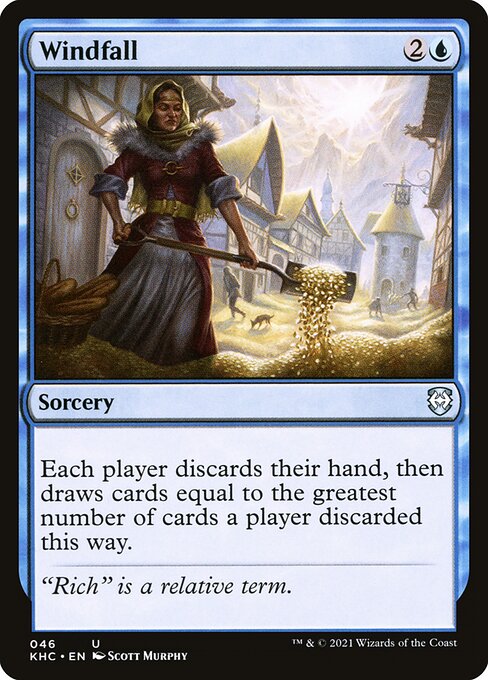 Windfall 2
Sorcery
Each player discards their hand, then
draws cards equal to the greatest
number of cards a player discarded
this way.
“Rich” is a relative term.
046 U
KHC • EN Scott Murphy
™ & © 2021 Wizards of the Coast